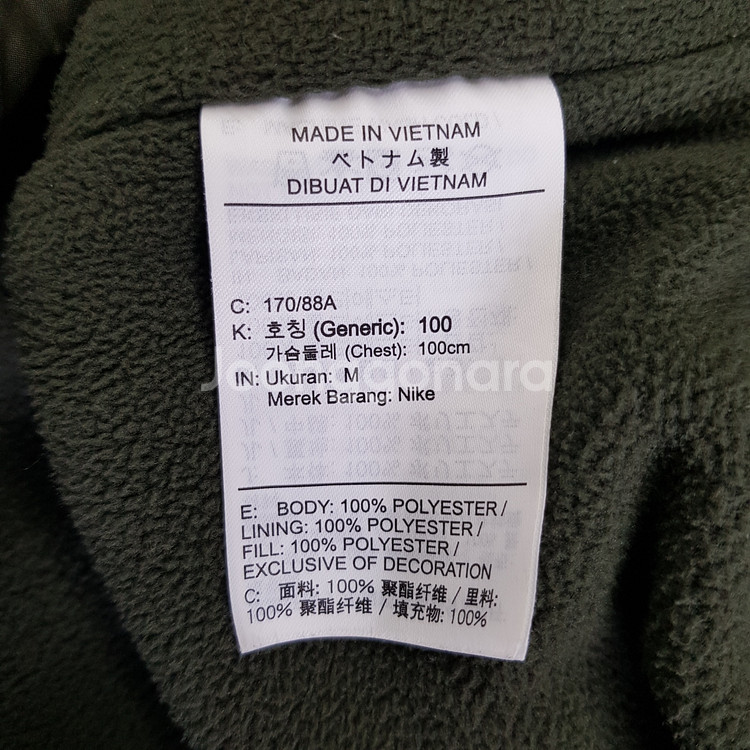 MADE IN VIETNAM
ベトナム製
DIBUAT DI VIETNAM
C: 170/88A
K: 호칭 (Generic): 100
가슴둘레 (Chest): 100cm
IN: Ukuran: M
Merek Barang: Nike
E: BODY: 100% POLYESTER /
LINING: 100% POLYESTER /
FILL: 100% POLYESTER /
EXCLUSIVE OF DECORATION
C: 面料: 100% 聚酯纤维 / 里料:
100% 聚酯纤维 / 填充物: 100%